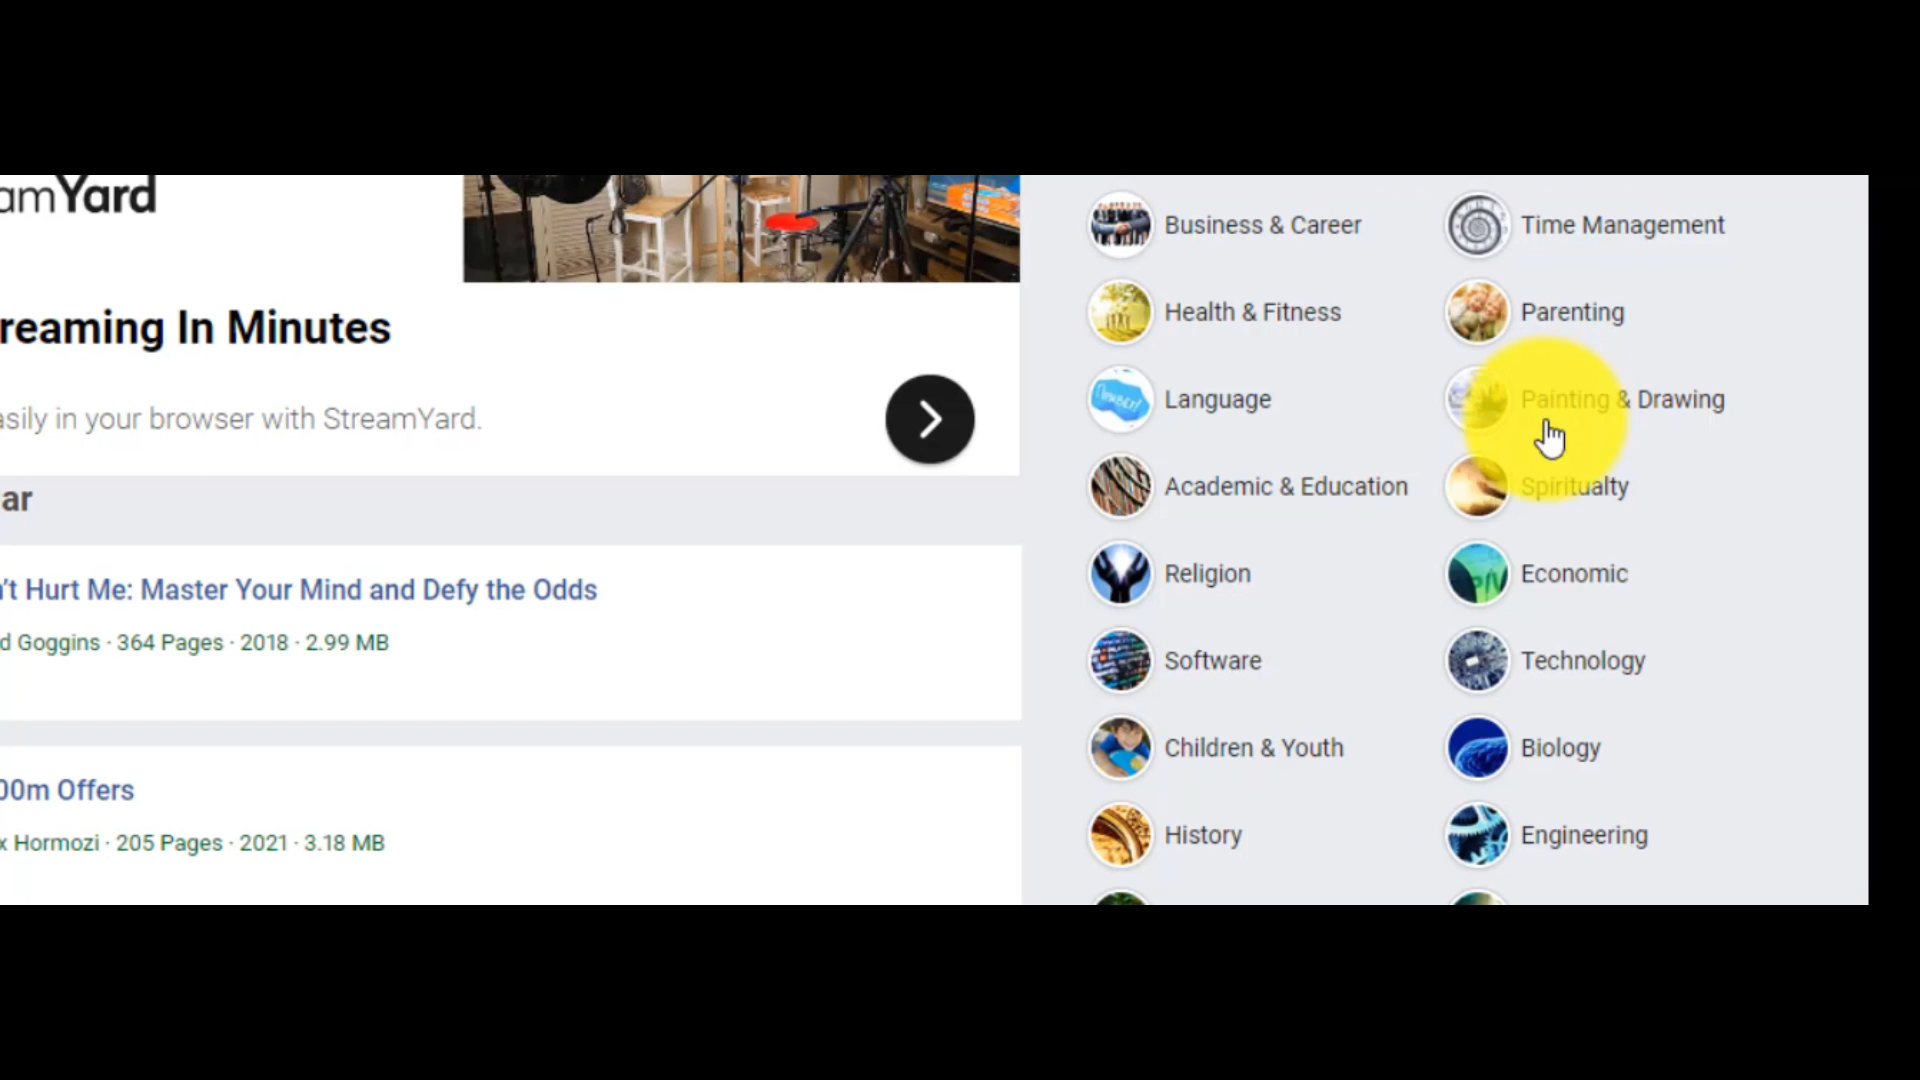 amYard
reaming In Minutes
asily in your browser with StreamYard.
ar
't Hurt Me: Master Your Mind and Defy the Odds
d Goggins · 364 Pages · 2018 · 2.99 MB
00m Offers
x Hormozi · 205 Pages · 2021 · 3.18 MB
Business & Career
Time Management
Health & Fitness
Parenting
Language
Painting & Drawing
Academic & Education
Spiritualty
Religion
Economic
Software
Technology
Children & Youth
Biology
History
Engineering